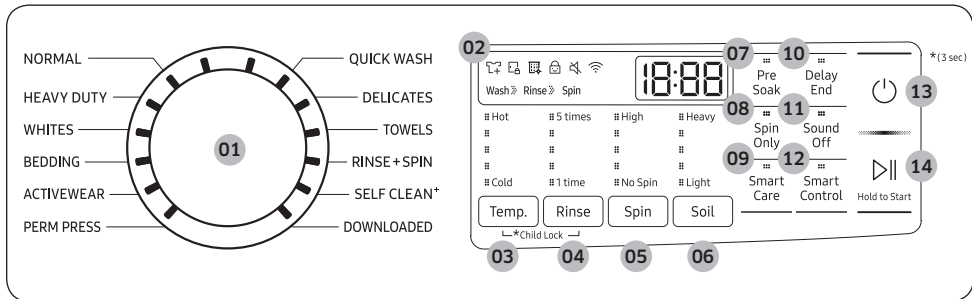 NORMAL
HEAVY DUTY
WHITES
BEDDING
ACTIVEWEAR
PERM PRESS
01
QUICK WASH
DELICATES
TOWELS
RINSE+SPIN
SELF CLEAN+
DOWNLOADED
02
Wash Rinse Spin
18:88
Hot 5 times High Heavy
Cold 1 time No Spin Light
Temp. Rinse Spin Soil
*Child Lock
03 04 05 06
07 10
Pre Soak
Delay End
08 11
Spin Only
Sound Off
09 12
Smart Care
Smart Control
*(3 sec)
13
14
Hold to Start